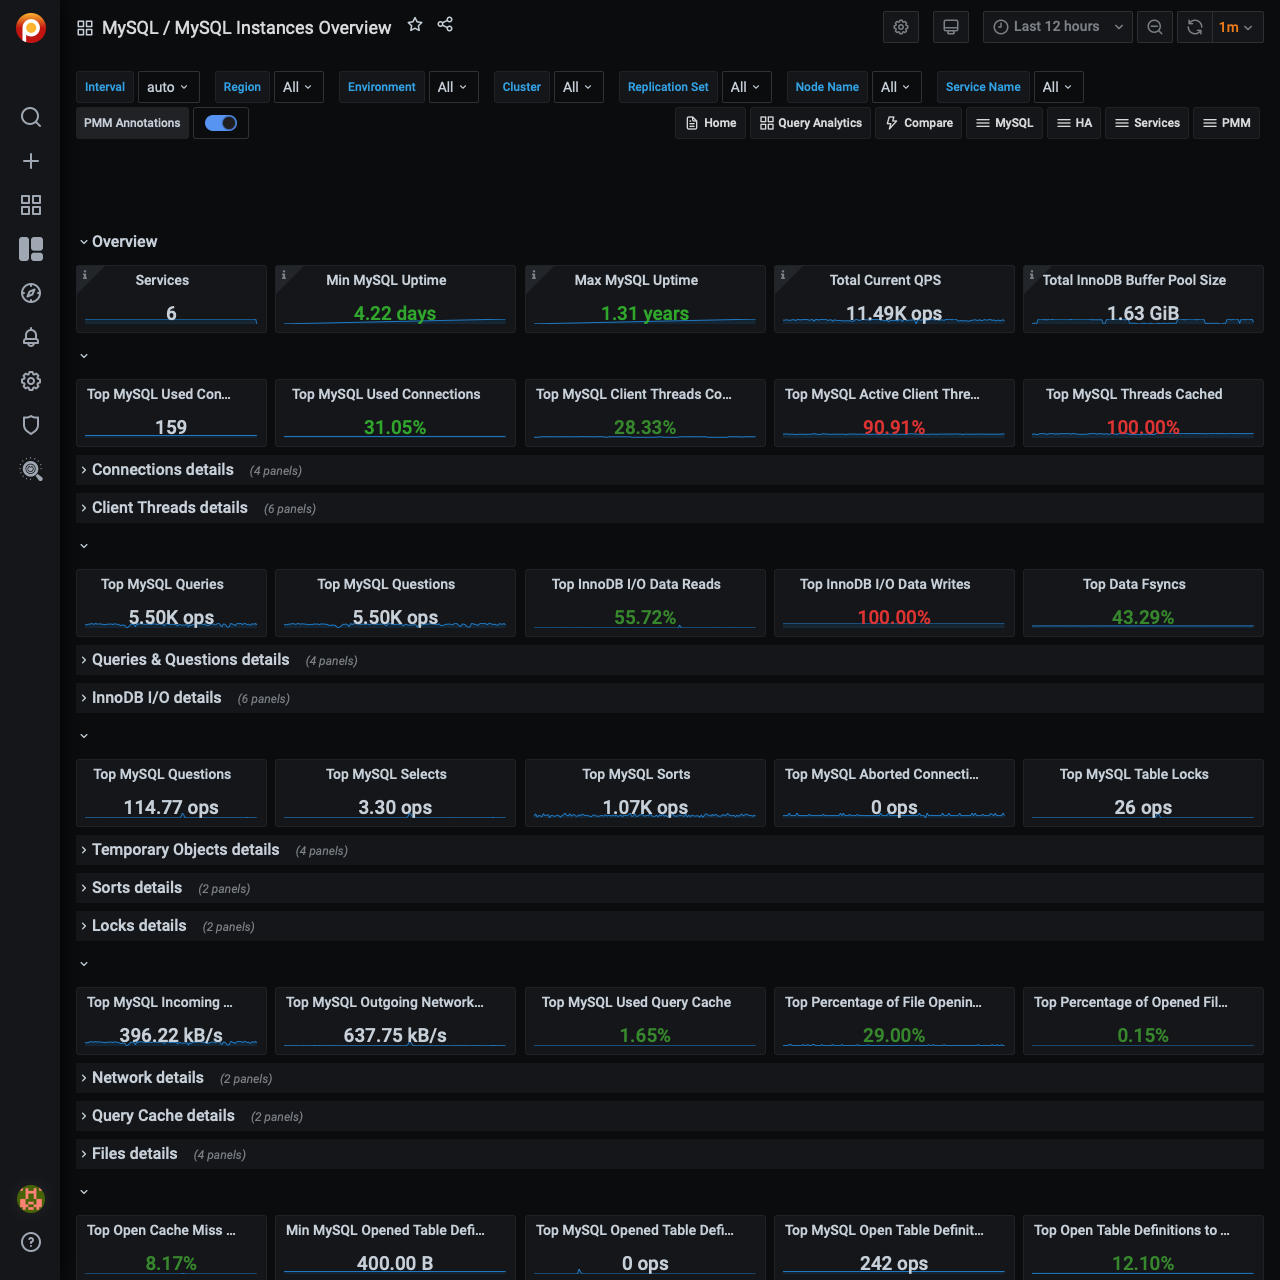 MySQL / MySQL Instances Overview
Last 12 hours
1m
Interval auto Region All Environment All Cluster All Replication Set All Node Name All Service Name All
PMM Annotations Home Query Analytics Compare MySQL HA Services PMM
Overview
Services Min MySQL Uptime Max MySQL Uptime Total Current QPS Total InnoDB Buffer Pool Size
6 4.22 days 1.31 years 11.49K ops 1.63 GiB
Top MySQL Used Con... Top MySQL Used Connections Top MySQL Client Threads Co... Top MySQL Active Client Thre... Top MySQL Threads Cached
159 31.05% 28.33% 90.91% 100.00%
Connections details (4 panels)
Client Threads details (6 panels)
Top MySQL Queries Top MySQL Questions Top InnoDB I/O Data Reads Top InnoDB I/O Data Writes Top Data Fsyncs
5.50K ops 5.50K ops 55.72% 100.00% 43.29%
Queries & Questions details (4 panels)
InnoDB I/O details (6 panels)
Top MySQL Questions Top MySQL Selects Top MySQL Sorts Top MySQL Aborted Connecti... Top MySQL Table Locks
114.77 ops 3.30 ops 1.07K ops 0 ops 26 ops
Temporary Objects details (4 panels)
Sorts details (2 panels)
Locks details (2 panels)
Top MySQL Incoming ... Top MySQL Outgoing Network... Top MySQL Used Query Cache Top Percentage of File Openin... Top Percentage of Opened Fil...
396.22 kB/s 637.75 kB/s 1.65% 29.00% 0.15%
Network details (2 panels)
Query Cache details (2 panels)
Files details (4 panels)
Top Open Cache Miss ... Min MySQL Opened Table Defi... Top MySQL Opened Table Defi... Top MySQL Open Table Definit... Top Open Table Definitions to ...
8.17% 400.00 B 0 ops 242 ops 12.10%